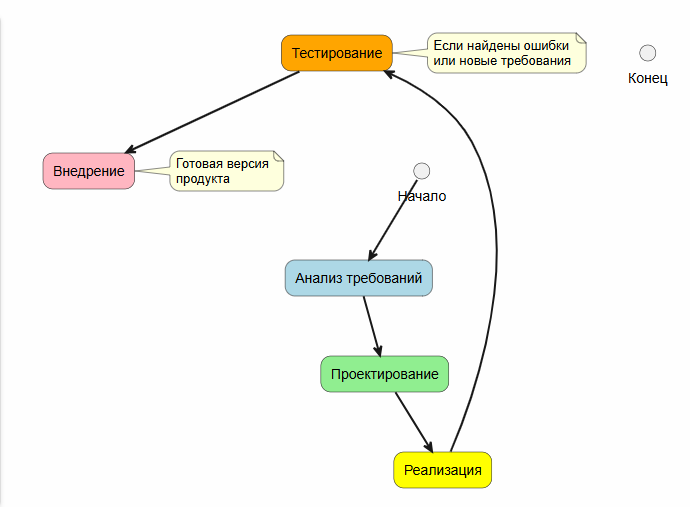 Тестирование
Если найдены ошибки
или новые требования
Конец
Внедрение
Готовая версия
продукта
Начало
Анализ требований
Проектирование
Реализация